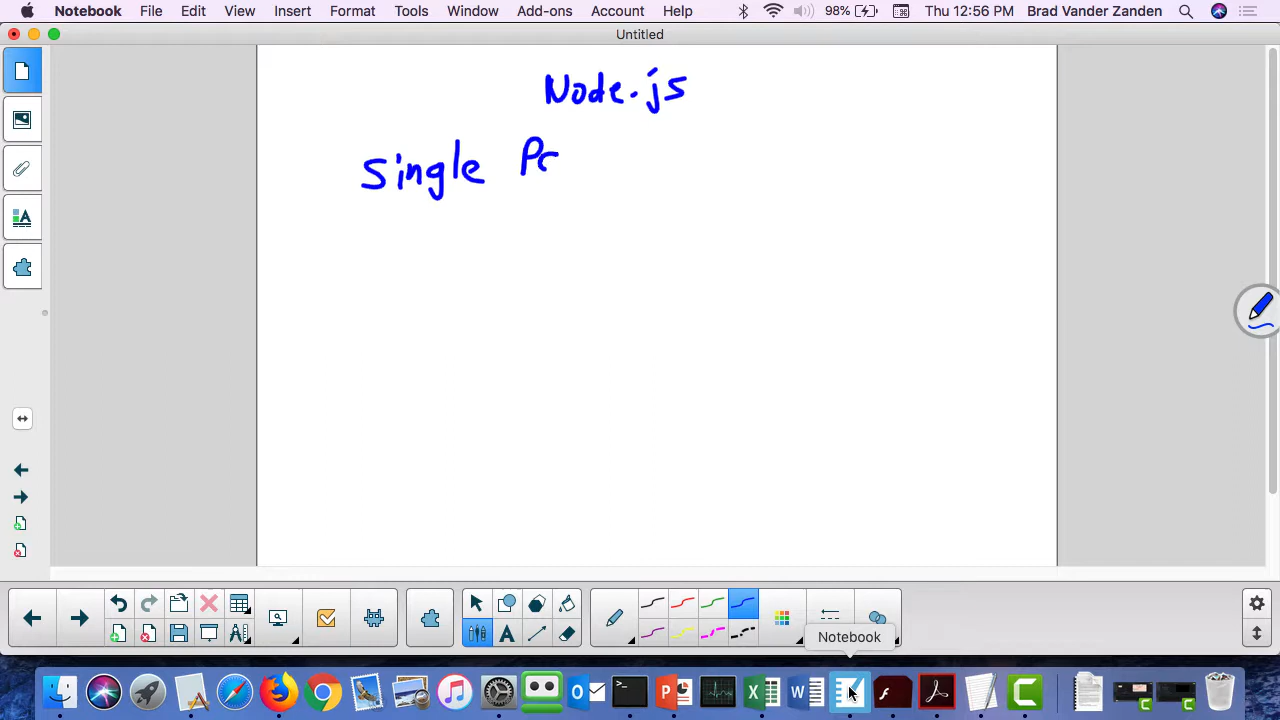 Notebook File Edit View Insert Format Tools Window Add-ons Account Help 98% Thu 12:56 PM Brad Vander Zanden
Untitled
Node.js
Single Pa
Notebook